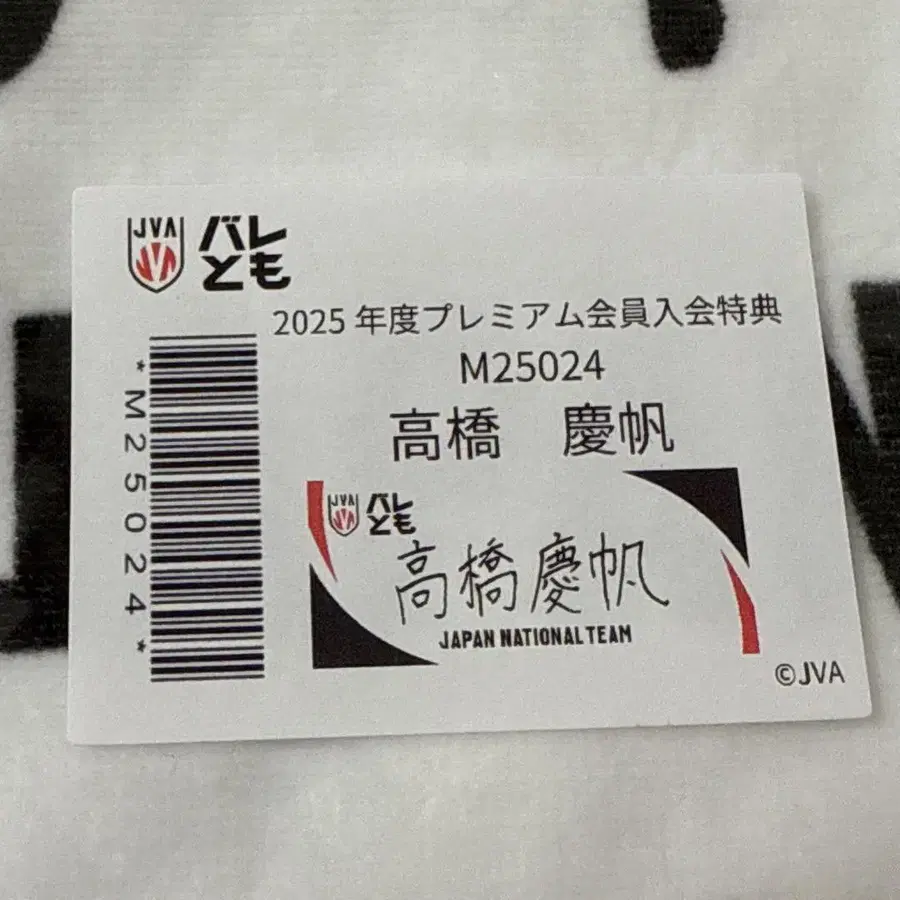 JVA バレとも
2025 年度プレミアム会員入会特典
M25024
高橋 慶帆
*M25024*
JVA バレとも
高橋慶帆
JAPAN NATIONAL TEAM
©JVA